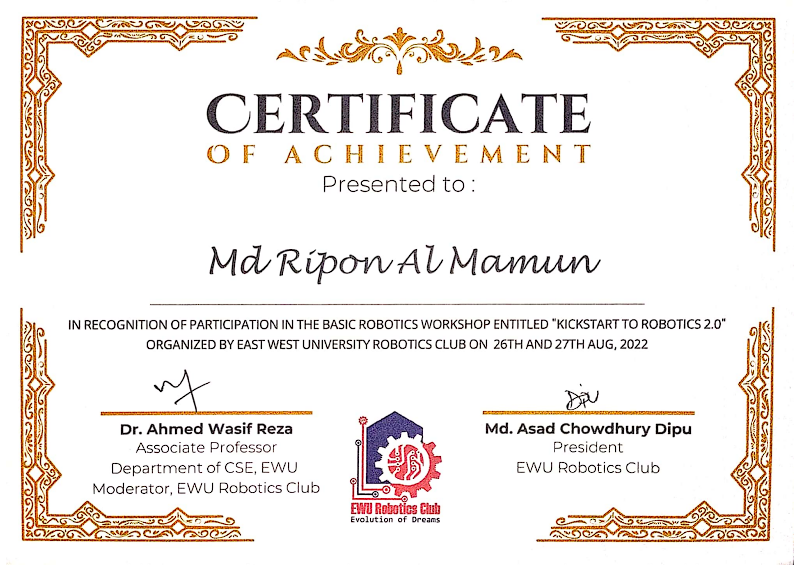 CERTIFICATE
OF ACHIEVEMENT
Presented to :
Md Ripon Al Mamun
IN RECOGNITION OF PARTICIPATION IN THE BASIC ROBOTICS WORKSHOP ENTITLED "KICKSTART TO ROBOTICS 2.0"
ORGANIZED BY EAST WEST UNIVERSITY ROBOTICS CLUB ON 26TH AND 27TH AUG, 2022
Dr. Ahmed Wasif Reza
Associate Professor
Department of CSE, EWU
Moderator, EWU Robotics Club
EWU Robotics Club
Evolution of Dreams
Dipu
Md. Asad Chowdhury Dipu
President
EWU Robotics Club